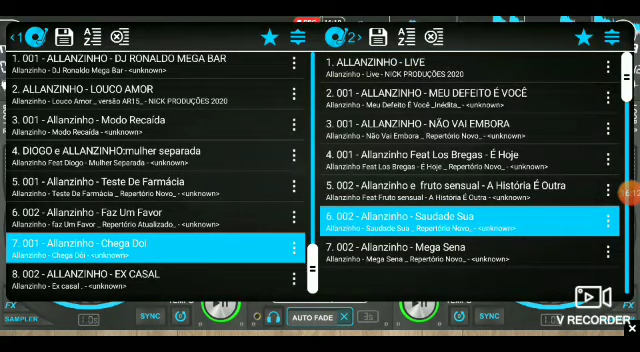 1
2
1. 001 - ALLANZINHO - DJ RONALDO MEGA BAR
Allanzinho - DJ Ronaldo Mega Bar - <unknown>
2. ALLANZINHO - LOUCO AMOR
Allanzinho - Louco Amor _ versão AR15_ - NICK PRODUÇÕES 2020
3. 001 - ALLANZINHO - Modo Recaída
Allanzinho - Modo Recaída - <unknown>
4. DIOGO e ALLANZINHO:mulher separada
Allanzinho Feat Diogo - Mulher Separada - <unknown>
5. 001 - Allanzinho - Teste De Farmácia
Allanzinho - Teste De Farmácia _ Repertório Novo_ - <unknown>
6. 002 - Allanzinho - Faz Um Favor
Allanzinho - faz Um Favor _ Repertório Atualizado_ - <unknown>
7. 001 - Allanzinho - Chega Doi
Allanzinho - Chega Dói - <unknown>
8. 002 - ALLANZINHO - EX CASAL
Allanzinho - Ex casal . - <unknown>
1. ALLANZINHO - LIVE
Allanzinho - Live - NICK PRODUÇÕES 2020
2. 001 - ALLANZINHO - MEU DEFEITO É VOCÊ
Allanzinho - Meu Defeito É Você _Inédita_ - <unknown>
3. 001 - ALLANZINHO - NÃO VAI EMBORA
Allanzinho - Não Vai Embora _ Repertório Novo_ - <unknown>
4. 001 - Allanzinho Feat Los Bregas - É Hoje
Allanzinho Feat Los Bregas - É Hoje _ Repertório Novo_ - <unknown>
5. 002 - Allanzinho e fruto sensual - A História É Outra
Allanzinho Feat Fruto sensual - A História É Outra - <unknown>
6. 002 - Allanzinho - Saudade Sua
Allanzinho - Saudade Sua _ Repertório Novo_ - <unknown>
7. 002 - Allanzinho - Mega Sena
Allanzinho - Mega Sena _ Repertório Novo_ - <unknown>
16:12
V RECORDER
FX
SAMPLER
SYNC
AUTO FADE
SYNC
FX
SAMPLER